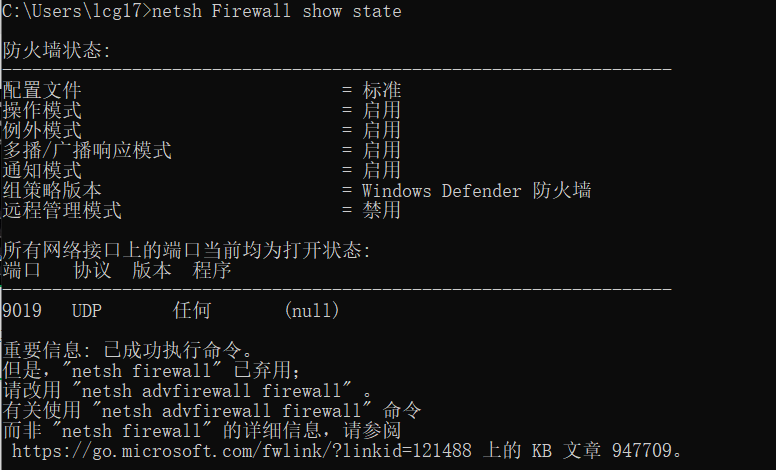 C:\Users\lcgl7>netsh Firewall show state
防火墙状态:
-------------------------------------------------------------------
配置文件 = 标准
操作模式 = 启用
例外模式 = 启用
多播/广播响应模式 = 启用
通知模式 = 启用
组策略版本 = Windows Defender 防火墙
远程管理模式 = 禁用
所有网络接口上的端口当前均为打开状态:
端口 协议 版本 程序
-------------------------------------------------------------------
9019 UDP 任何 (null)
重要信息: 已成功执行命令。
但是，"netsh firewall" 已弃用;
请改用 "netsh advfirewall firewall" 。
有关使用 "netsh advfirewall firewall" 命令
而非 "netsh firewall" 的详细信息，请参阅
https://go.microsoft.com/fwlink/?linkid=121488 上的 KB 文章 947709。